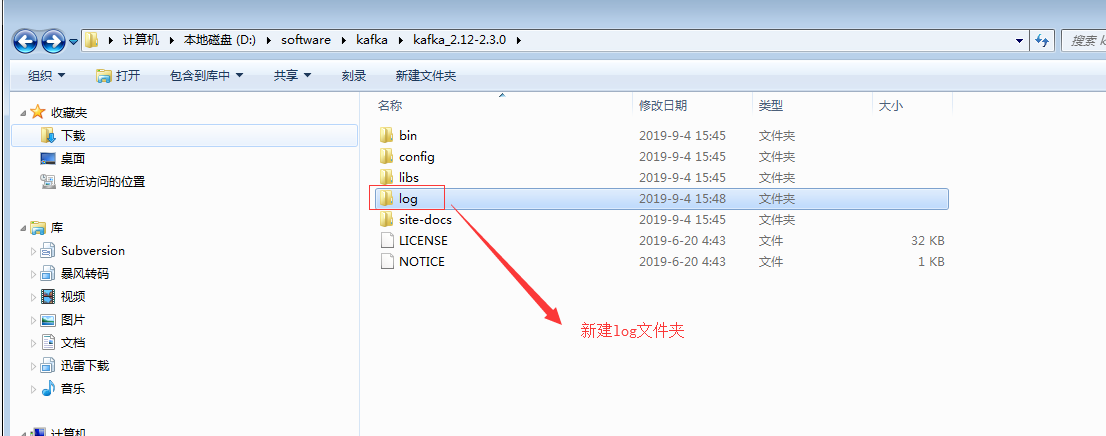 计算机 本地磁盘 (D:) software kafka kafka_2.12-2.3.0 搜索 k
组织 打开 包含到库中 共享 刻录 新建文件夹
收藏夹
下载
桌面
最近访问的位置
库
Subversion
暴风转码
视频
图片
文档
迅雷下载
音乐
计算机
名称 修改日期 类型 大小
bin 2019-9-4 15:45 文件夹
config 2019-9-4 15:45 文件夹
libs 2019-9-4 15:45 文件夹
log 2019-9-4 15:48 文件夹
site-docs 2019-9-4 15:45 文件夹
LICENSE 2019-6-20 4:43 文件 32 KB
NOTICE 2019-6-20 4:43 文件 1 KB
新建log文件夹